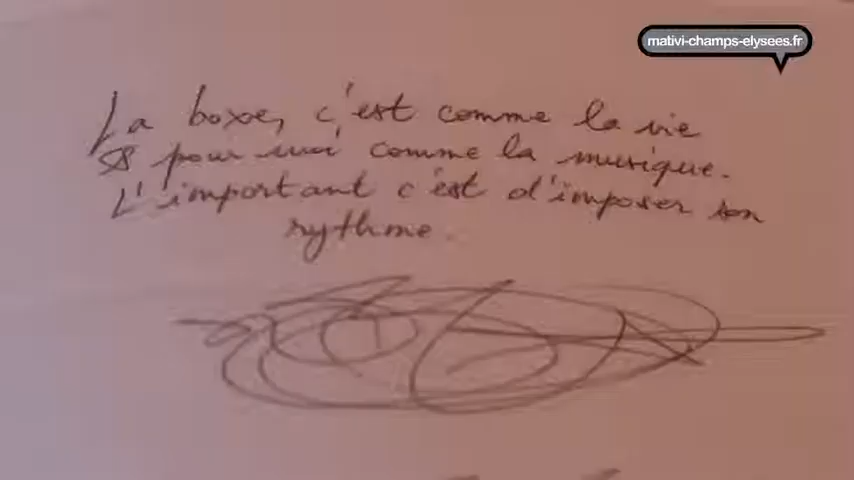 mativi-champs-elysees.fr
La boxe, c'est comme la vie
pour moi comme la musique.
L'important c'est d'imposer son
rythme.